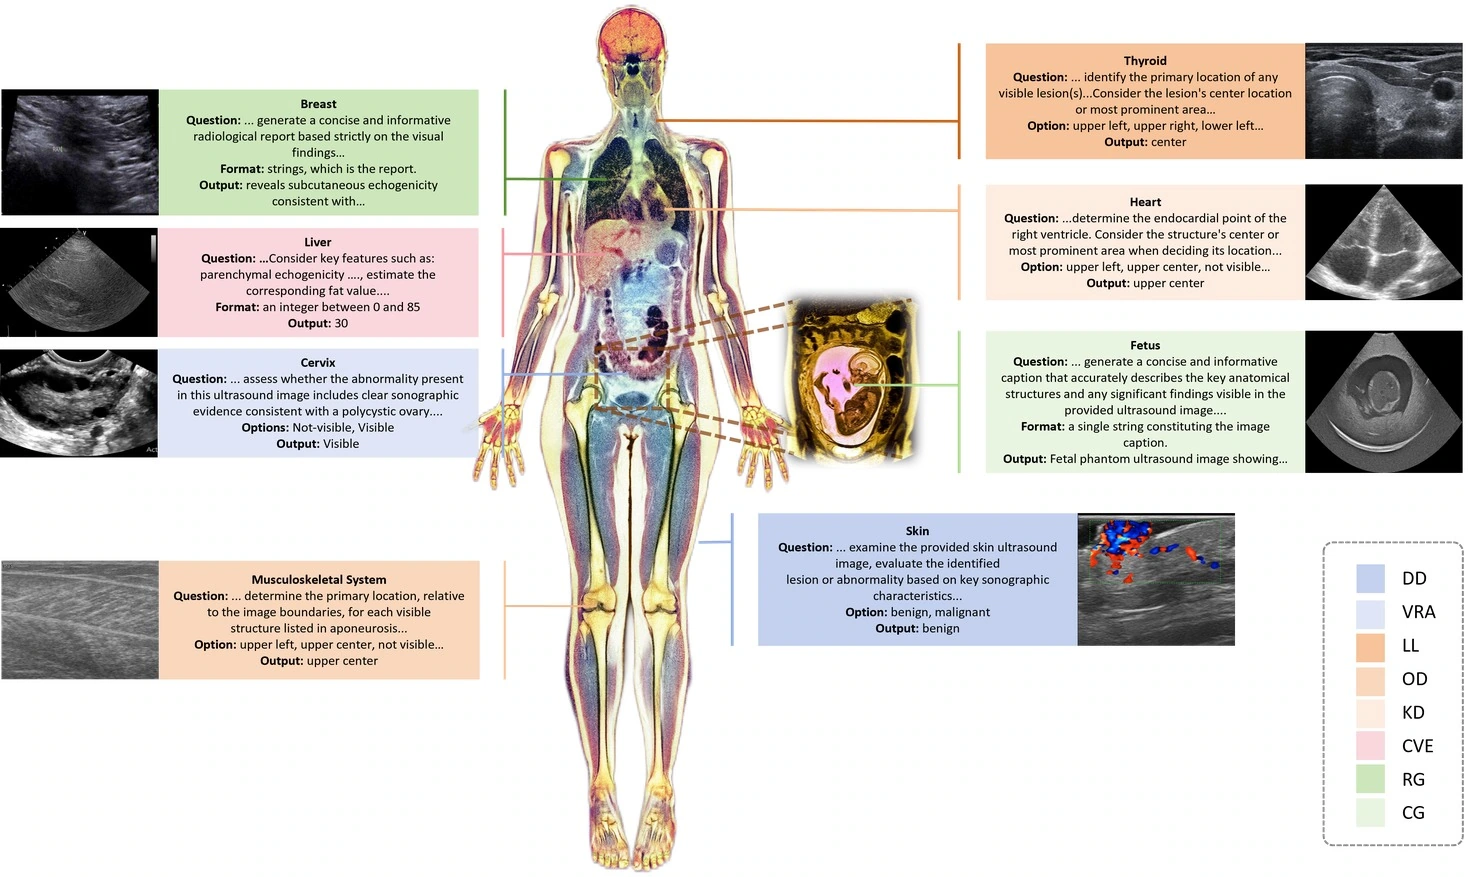 Breast
Question: ... generate a concise and informative
radiological report based strictly on the visual
findings...
Format: strings, which is the report.
Output: reveals subcutaneous echogenicity
consistent with...
Liver
Question: ...Consider key features such as:
parenchymal echogenicity ...., estimate the
corresponding fat value....
Format: an integer between 0 and 85
Output: 30
Cervix
Question: ... assess whether the abnormality present
in this ultrasound image includes clear sonographic
evidence consistent with a polycystic ovary....
Options: Not-visible, Visible
Output: Visible
Musculoskeletal System
Question: ... determine the primary location, relative
to the image boundaries, for each visible
structure listed in aponeurosis...
Option: upper left, upper center, not visible...
Output: upper center
Thyroid
Question: ... identify the primary location of any
visible lesion(s)...Consider the lesion's center location
or most prominent area...
Option: upper left, upper right, lower left...
Output: center
Heart
Question: ...determine the endocardial point of the
right ventricle. Consider the structure's center or
most prominent area when deciding its location...
Option: upper left, upper center, not visible...
Output: upper center
Fetus
Question: ... generate a concise and informative
caption that accurately describes the key anatomical
structures and any significant findings visible in the
provided ultrasound image....
Format: a single string constituting the image
caption.
Output: Fetal phantom ultrasound image showing...
Skin
Question: ... examine the provided skin ultrasound
image, evaluate the identified
lesion or abnormality based on key sonographic
characteristics...
Option: benign, malignant
Output: benign
DD
VRA
LL
OD
KD
CVE
RG
CG